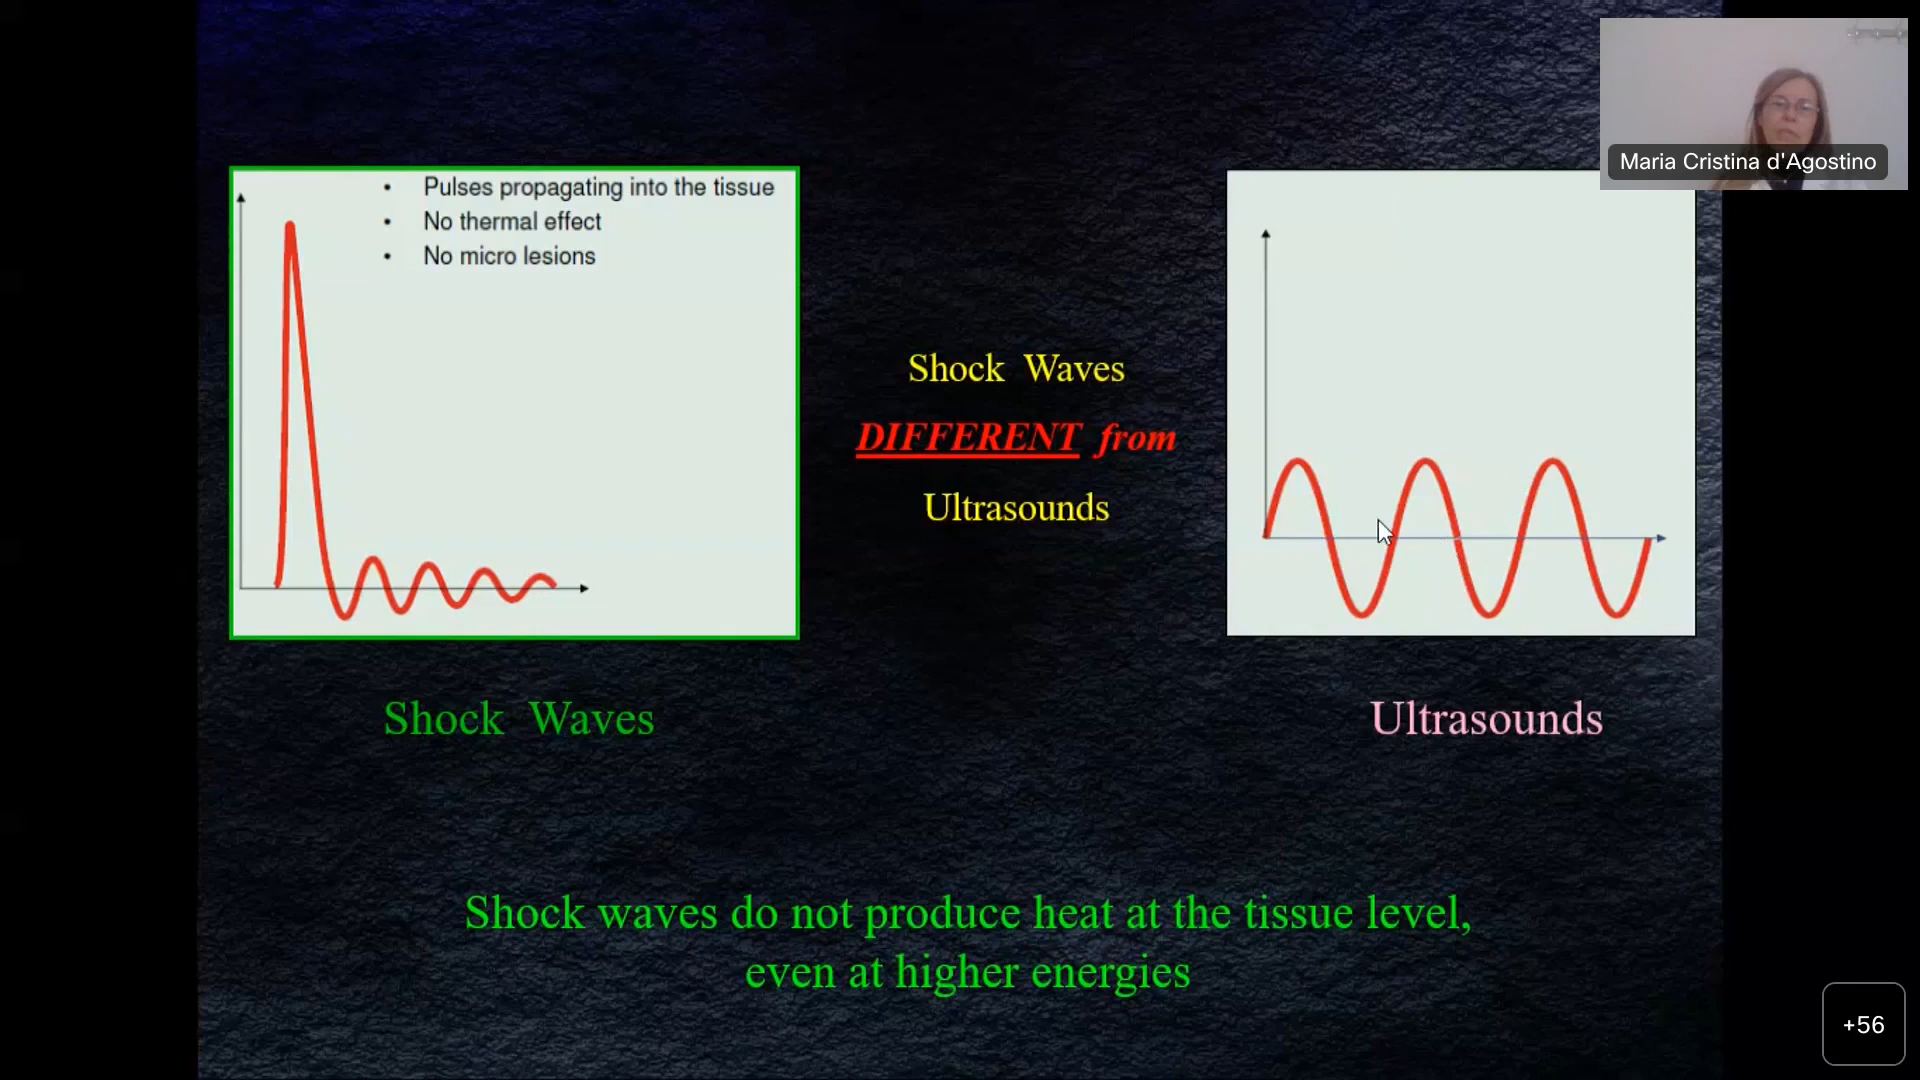 Maria Cristina d'Agostino
• Pulses propagating into the tissue
• No thermal effect
• No micro lesions
Shock Waves
DIFFERENT from
Ultrasounds
Shock Waves
Ultrasounds
Shock waves do not produce heat at the tissue level,
even at higher energies
+56